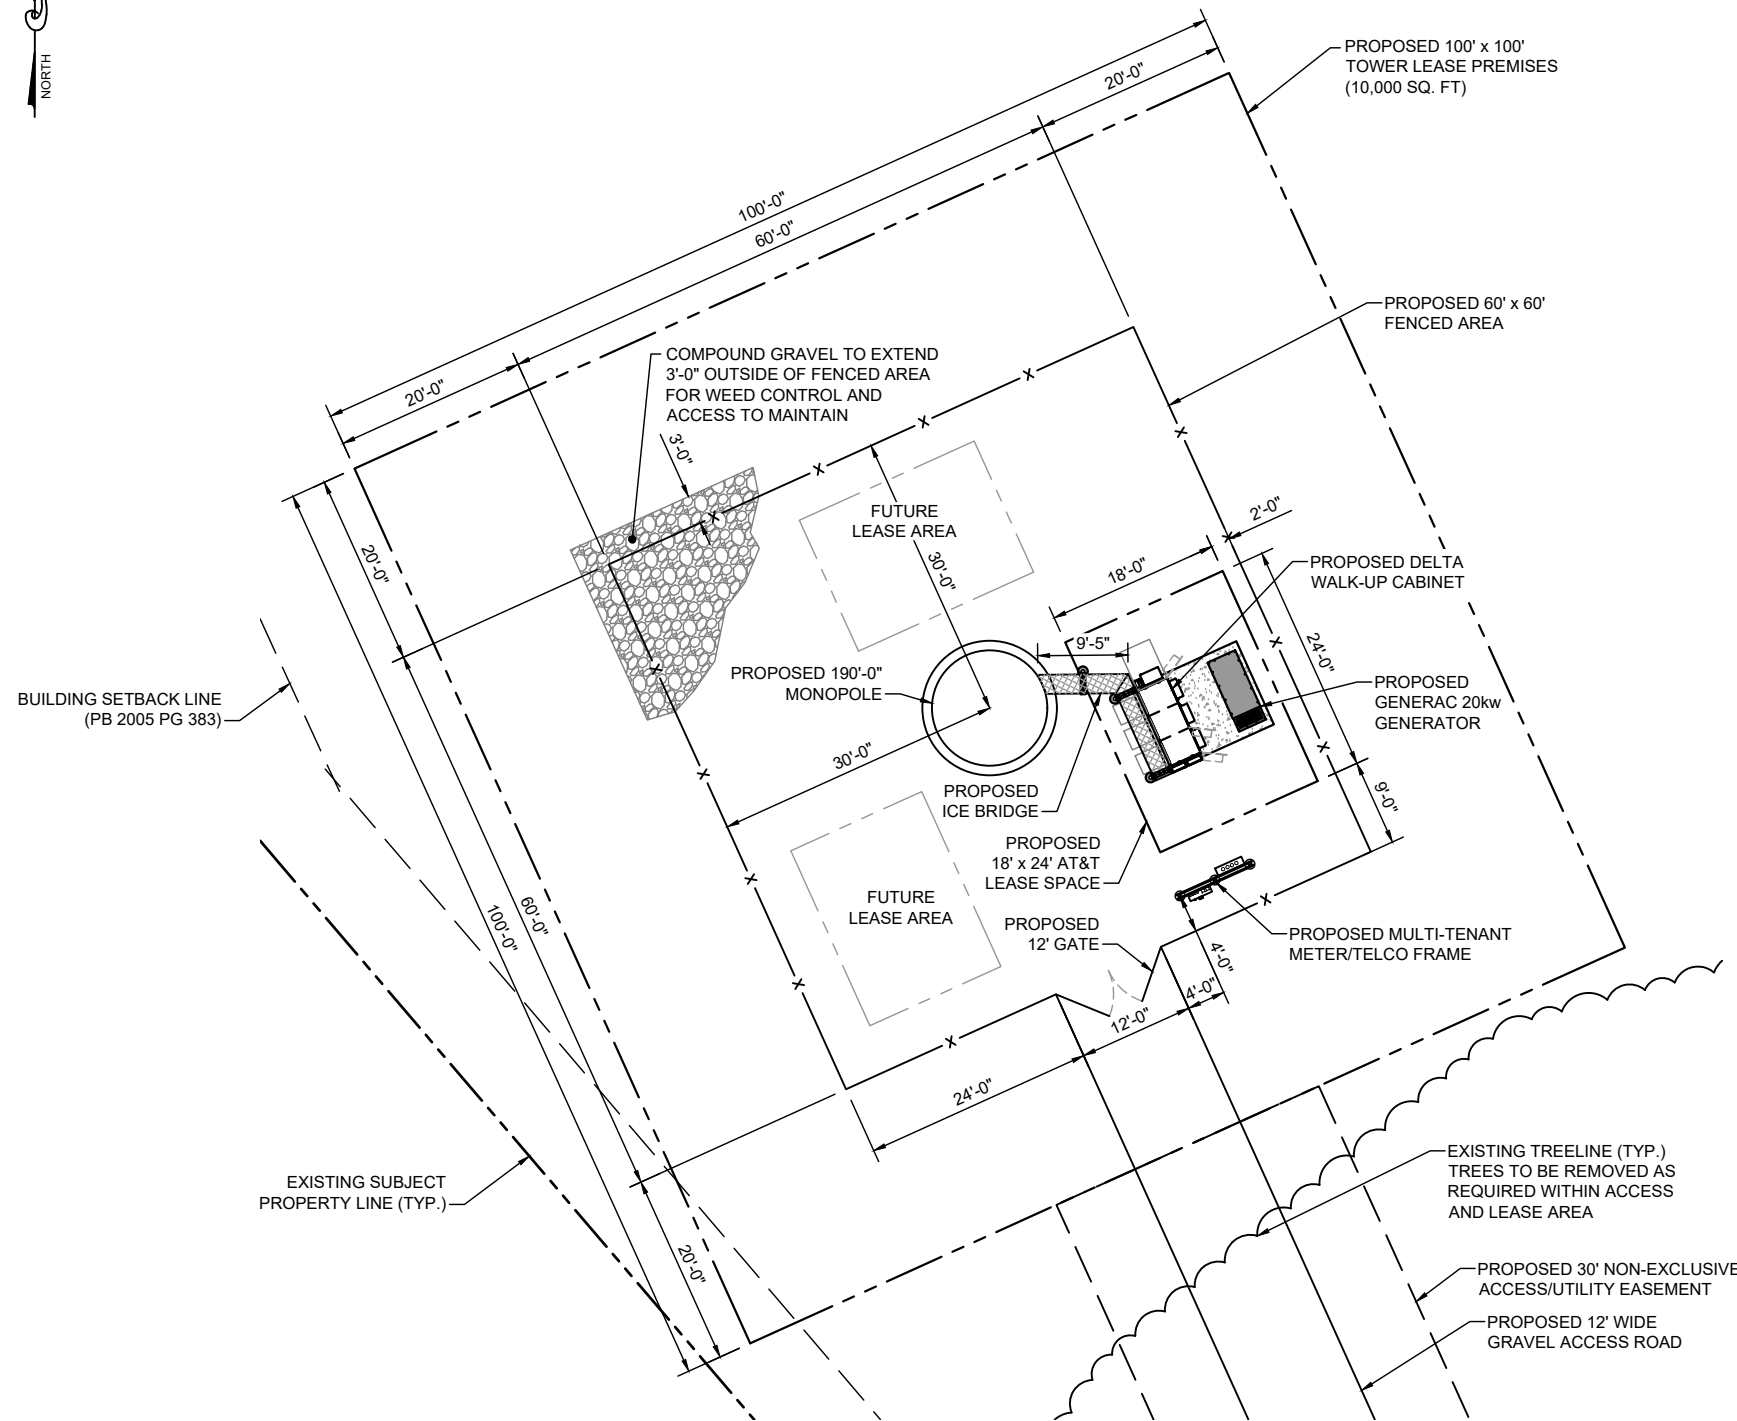 NORTH
PROPOSED 100' x 100'
TOWER LEASE PREMISES
(10,000 SQ. FT)
20'-0"
100'-0"
60'-0"
PROPOSED 60' x 60'
FENCED AREA
COMPOUND GRAVEL TO EXTEND
3'-0" OUTSIDE OF FENCED AREA
FOR WEED CONTROL AND
ACCESS TO MAINTAIN
20'-0"
3'-0"
X
X
X
X
X
FUTURE
LEASE AREA
2'-0"
X
20'-0"
30'-0"
18'-0"
PROPOSED DELTA
WALK-UP CABINET
9'-5"
24'-0"
X
X
PROPOSED 190'-0"
MONOPOLE
BUILDING SETBACK LINE
(PB 2005 PG 383)
PROPOSED
GENERAC 20kw
GENERATOR
30'-0"
X
X
PROPOSED
ICE BRIDGE
9'-0"
PROPOSED
18' x 24' AT&T
LEASE SPACE
X
FUTURE
LEASE AREA
X
60'-0"
100'-0"
PROPOSED
12' GATE
PROPOSED MULTI-TENANT
METER/TELCO FRAME
4'-0"
X
4'-0"
12'-0"
X
24'-0"
EXISTING TREELINE (TYP.)
TREES TO BE REMOVED AS
REQUIRED WITHIN ACCESS
AND LEASE AREA
EXISTING SUBJECT
PROPERTY LINE (TYP.)
20'-0"
PROPOSED 30' NON-EXCLUSIVE
ACCESS/UTILITY EASEMENT
PROPOSED 12' WIDE
GRAVEL ACCESS ROAD